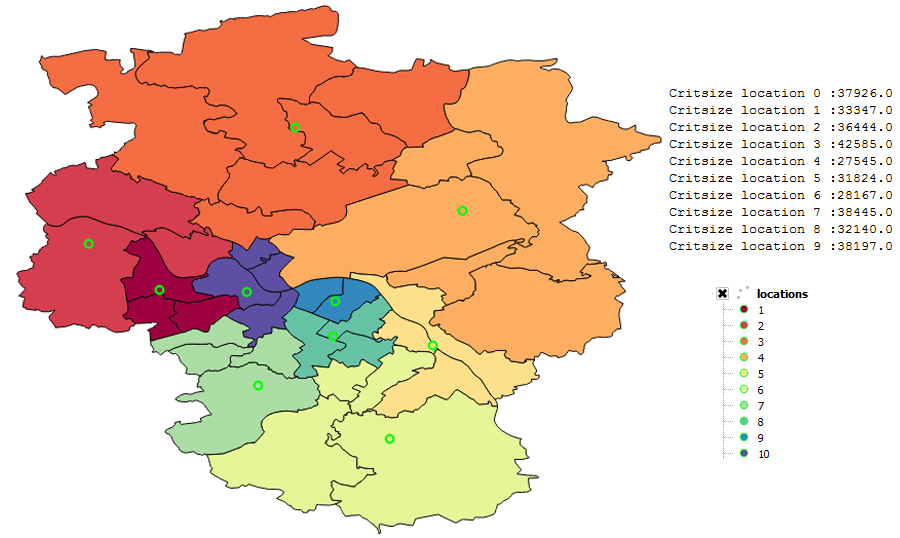 Critsize location 0 :37926.0
Critsize location 1 :33347.0
Critsize location 2 :36444.0
Critsize location 3 :42585.0
Critsize location 4 :27545.0
Critsize location 5 :31824.0
Critsize location 6 :28167.0
Critsize location 7 :38445.0
Critsize location 8 :32140.0
Critsize location 9 :38197.0
locations
1
2
3
4
5
6
7
8
9
10